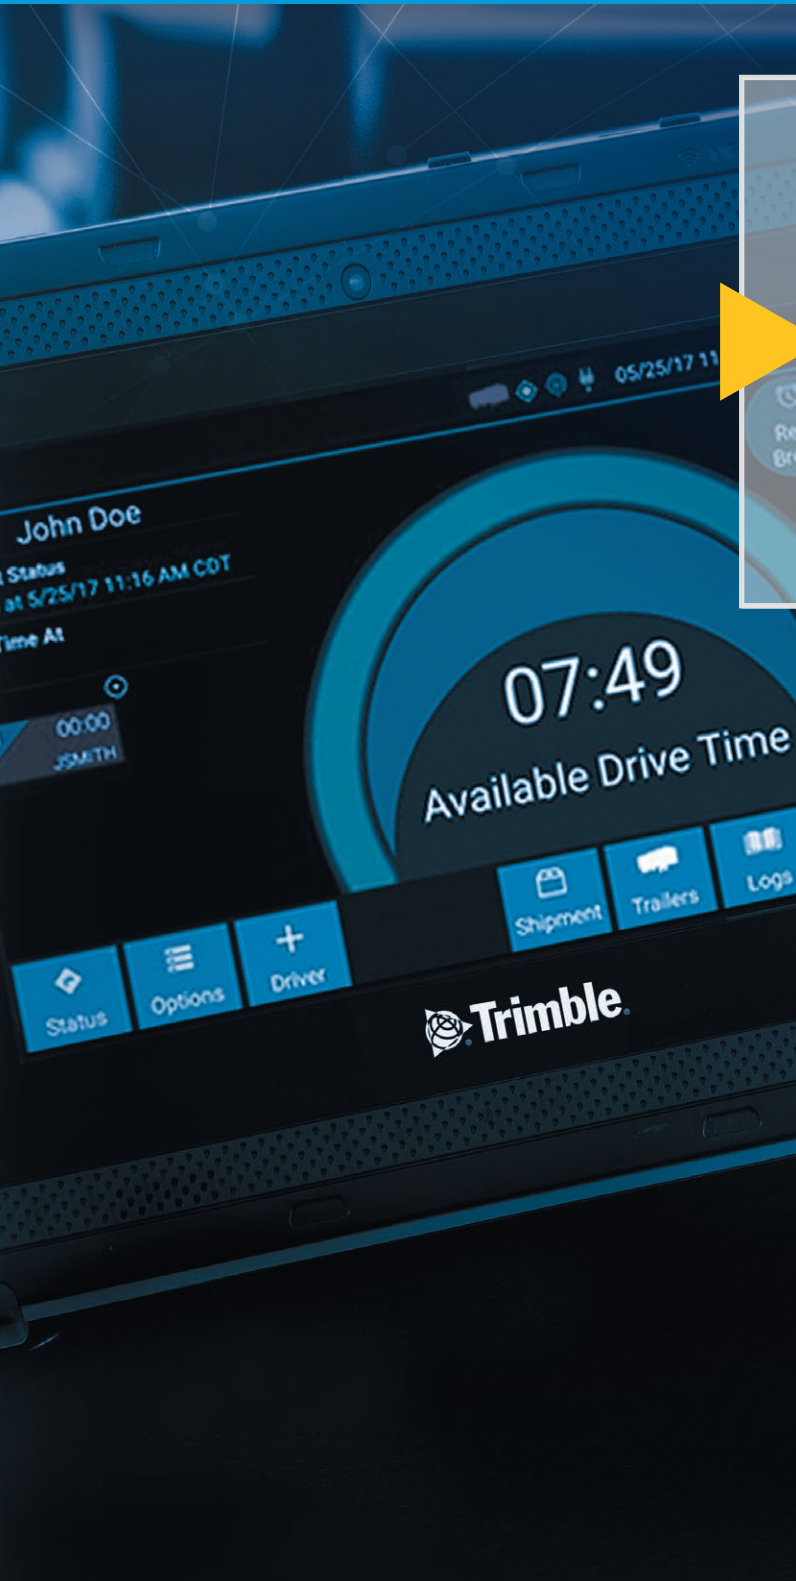 05/25/17 11
John Doe
Status
at 5/25/17 11:16 AM CDT
Time At
00:00
JSMITH
07:49
Available Drive Time
Shipment
Trailers
Logs
Status
Options
Driver
Trimble